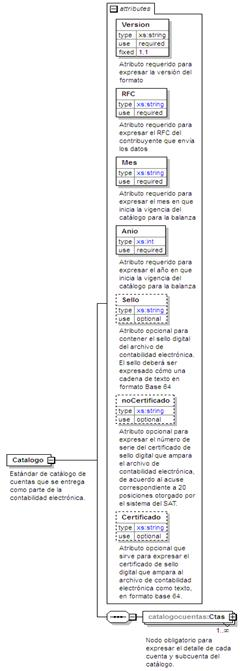 attributes
Version
type xs:string
use required
fixed 1.1
Atributo requerido para
expresar la versión del
formato
RFC
type xs:string
use required
Atributo requerido para
expresar el RFC del
contribuyente que envía
los datos
Mes
type xs:string
use required
Atributo requerido para
expresar el mes en que
inicia la vigencia del
catálogo para la balanza
Anio
type xs:int
use required
Atributo requerido para
expresar el año en que
inicia la vigencia del
catálogo para la balanza
Sello
type xs:string
use optional
Atributo opcional para
contener el sello digital
del archivo de
contabilidad electrónica.
El sello deberá ser
expresado cómo una
cadena de texto en
formato Base 64
noCertificado
type xs:string
use optional
Atributo opcional para
expresar el número de
serie del certificado de
sello digital que ampara
el archivo de
contabilidad electrónica,
de acuerdo al acuse
correspondiente a 20
posiciones otorgado por
el sistema del SAT.
Certificado
type xs:string
use optional
Atributo opcional que
sirve para expresar el
certificado de sello
digital que ampara al
archivo de contabilidad
electrónica como texto,
en formato base 64.
Catalogo
Estándar de catálogo de
cuentas que se entrega
como parte de la
contabilidad electrónica.
catalogocuentas:Ctas
1..∞
Nodo obligatorio para
expresar el detalle de cada
cuenta y subcuenta del
catálogo.